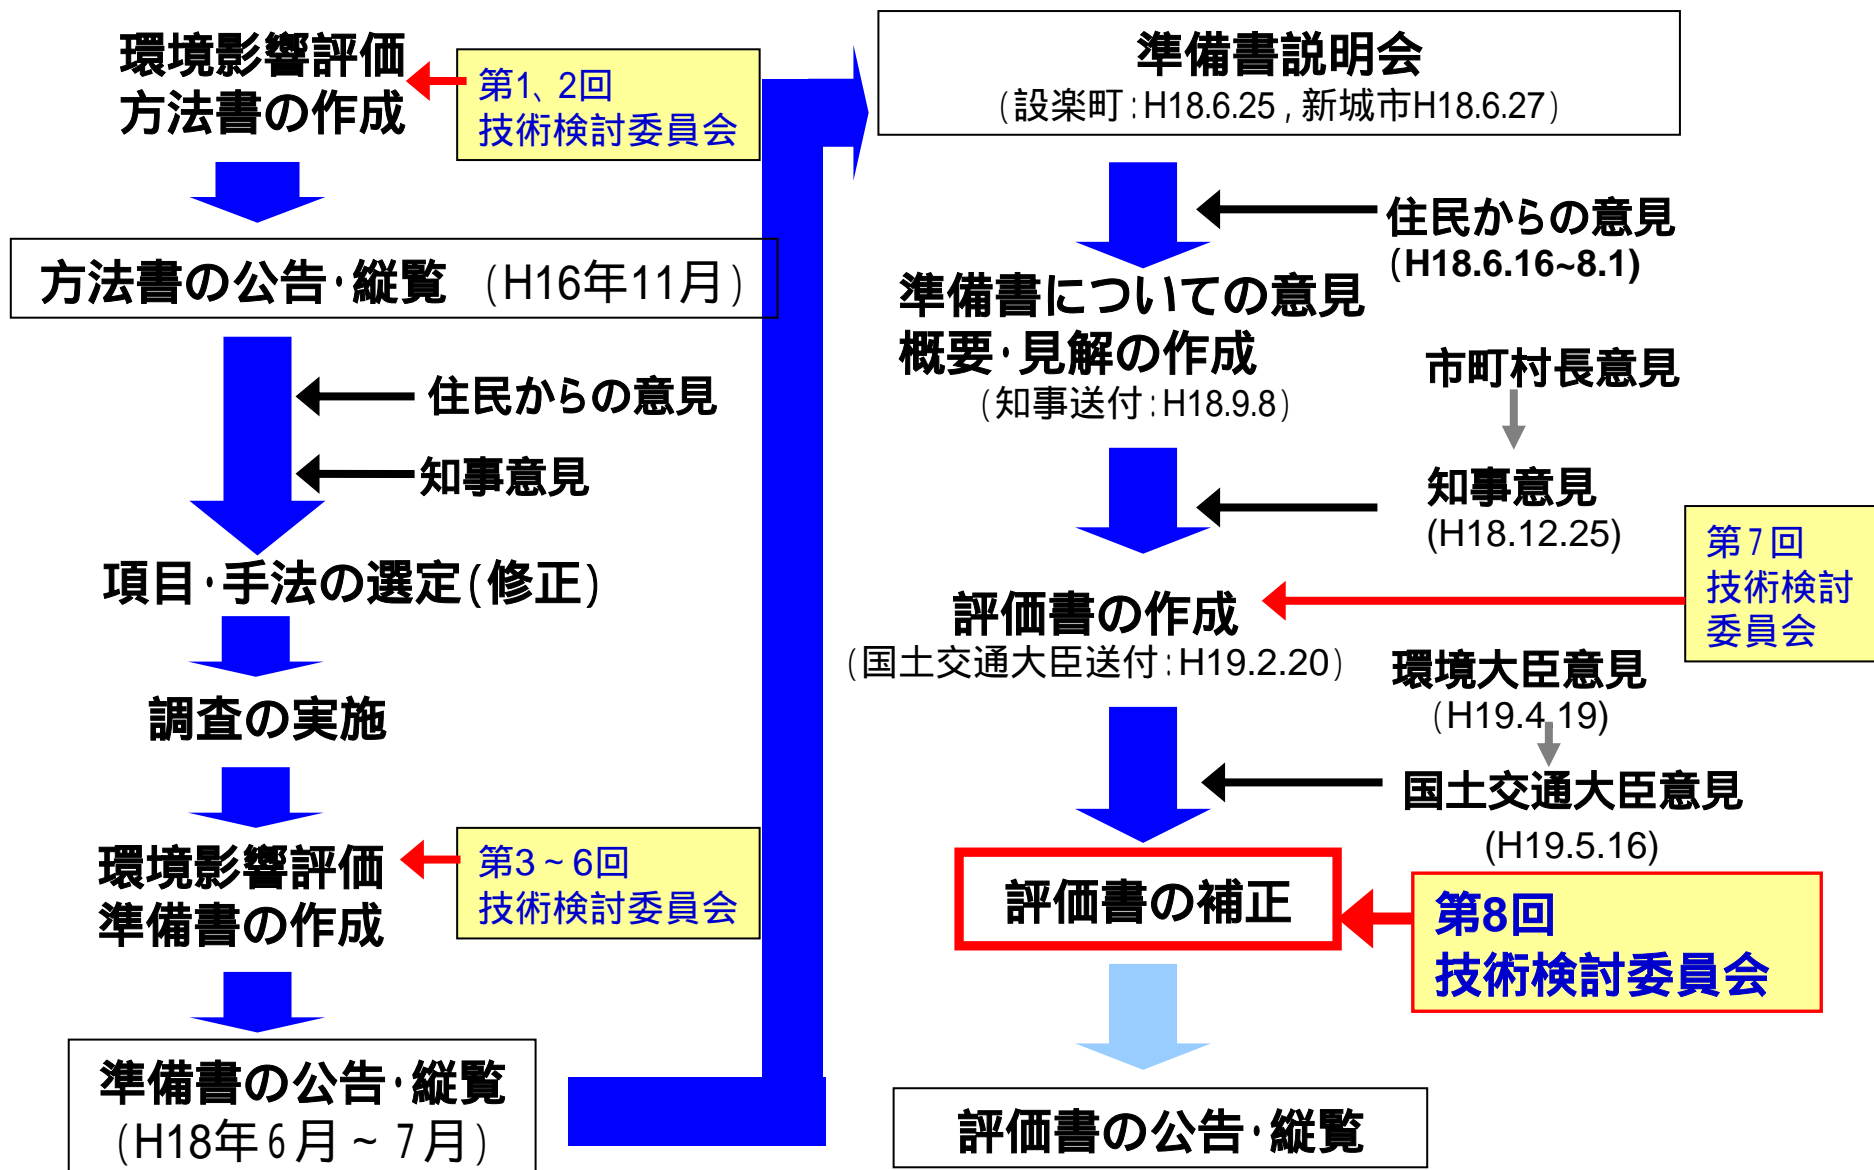 環境影響評価
方法書の作成
第1、2回
技術検討委員会
方法書の公告・縦覧 (H16年11月)
住民からの意見
知事意見
項目・手法の選定(修正)
調査の実施
環境影響評価
準備書の作成
第3~6回
技術検討委員会
準備書の公告・縦覧
(H18年6月~7月)
準備書説明会
(設楽町:H18.6.25,新城市H18.6.27)
住民からの意見
(H18.6.16~8.1)
準備書についての意見
概要・見解の作成
(知事送付:H18.9.8)
市町村長意見
知事意見
(H18.12.25)
第7回
技術検討
委員会
評価書の作成
(国土交通大臣送付:H19.2.20)
環境大臣意見
(H19.4.19)
国土交通大臣意見
(H19.5.16)
評価書の補正
第8回
技術検討委員会
評価書の公告・縦覧